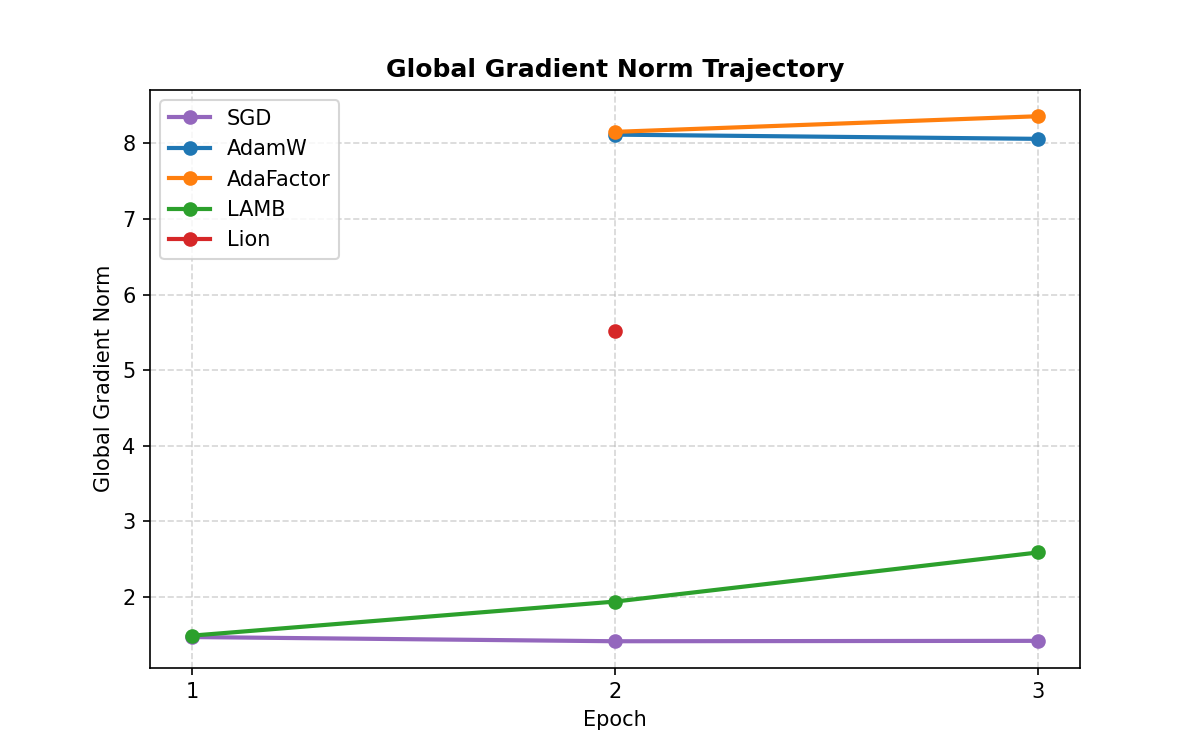 Global Gradient Norm Trajectory
SGD
AdamW
AdaFactor
LAMB
Lion
Global Gradient Norm
8
7
6
5
4
3
2
1
2
3
Epoch